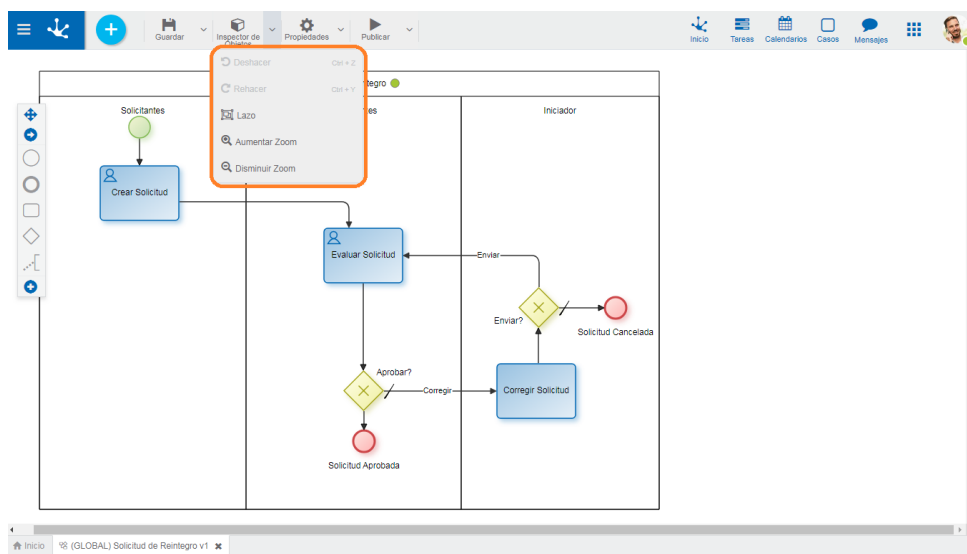 Guardar
Inspector de
Objetos
Propiedades
Publicar
Inicio
Tareas
Calendarios
Casos
Mensajes
Deshacer Ctrl + Z
Rehacer Ctrl + Y
Lazo
Aumentar Zoom
Disminuir Zoom
tegro
Solicitantes
es
Iniciador
Crear Solicitud
Evaluar Solicitud
Enviar
Enviar?
Solicitud Cancelada
Aprobar?
Corregir
Corregir Solicitud
Solicitud Aprobada
Inicio
(GLOBAL) Solicitud de Reintegro v1